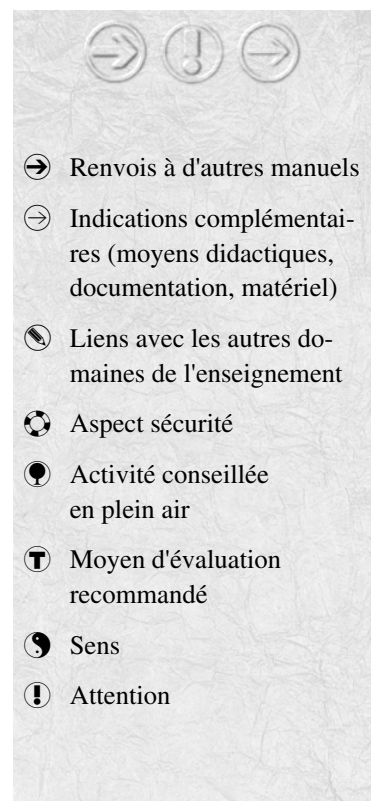 Renvois à d'autres manuels
Indications complémentai-
res (moyens didactiques,
documentation, matériel)
Liens avec les autres do-
maines de l'enseignement
Aspect sécurité
Activité conseillée
en plein air
T Moyen d'évaluation
recommandé
Sens
! Attention